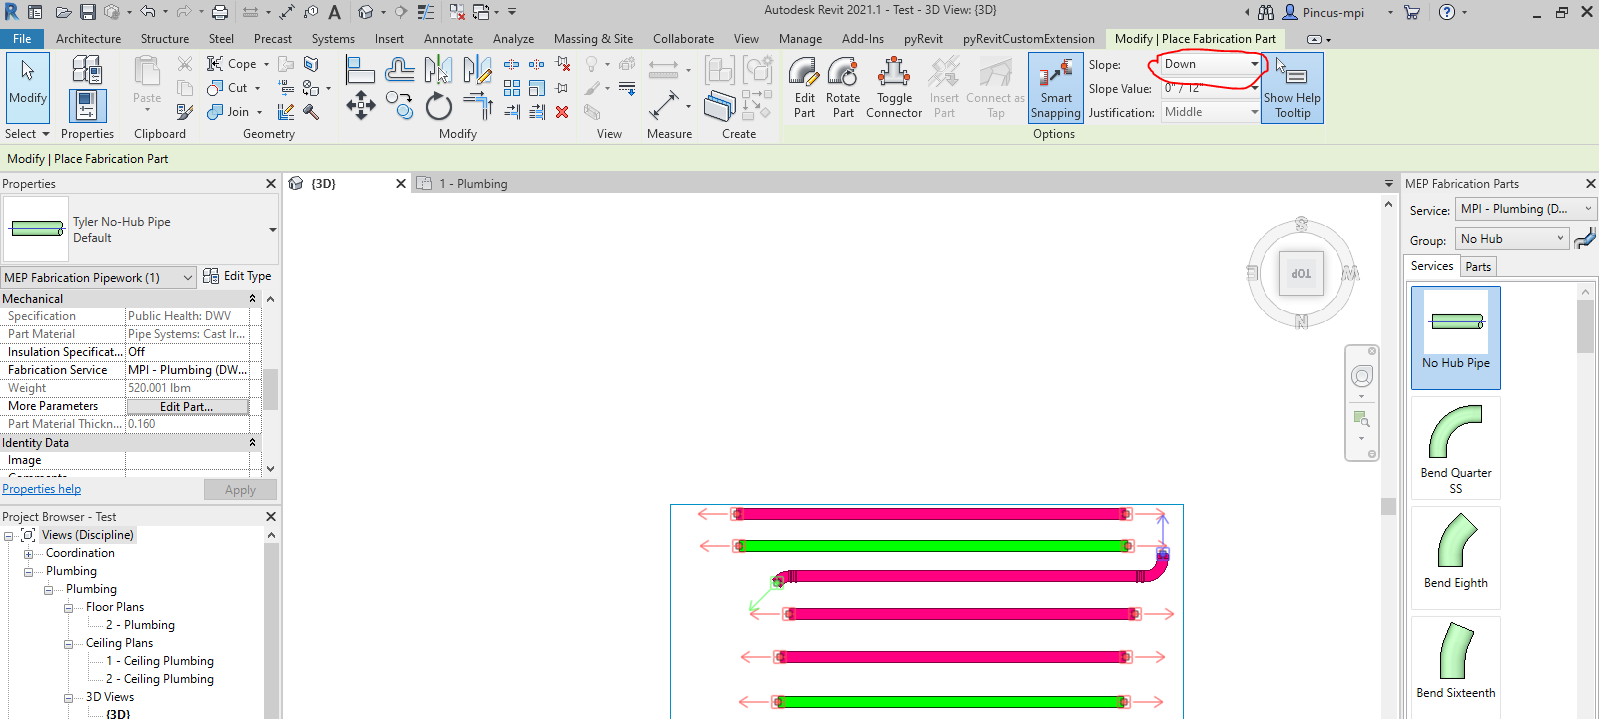 Autodesk Revit 2021.1 - Test - 3D View: {3D}
Pincus-mpi
File Architecture Structure Steel Precast Systems Insert Annotate Analyze Massing & Site Collaborate View Manage Add-Ins pyRevit pyRevitCustomExtension Modify | Place Fabrication Part
Modify
Select
Properties
Paste
Clipboard
Cope
Cut
Join
Geometry
Modify
View
Measure
Create
Edit Part
Rotate Part
Toggle Connector
Insert Part
Connect as Tap
Smart Snapping
Slope: Down
Slope Value: 0" / 12"
Justification: Middle
Show Help Tooltip
Options
Modify | Place Fabrication Part
Properties
Tyler No-Hub Pipe
Default
MEP Fabrication Pipework (1)
Edit Type
Mechanical
Specification Public Health: DWV
Part Material Pipe Systems: Cast Ir...
Insulation Specificat... Off
Fabrication Service MPI - Plumbing (DW...
Weight 520.001 lbm
More Parameters Edit Part...
Part Material Thickn... 0.160
Identity Data
Image
Comments
Properties help
Apply
Project Browser - Test
Views (Discipline)
Coordination
Plumbing
Plumbing
Floor Plans
2 - Plumbing
Ceiling Plans
1 - Ceiling Plumbing
2 - Ceiling Plumbing
3D Views
{3D}
{3D}
1 - Plumbing
S
E
TOP
W
N
MEP Fabrication Parts
Service: MPI - Plumbing (D...
Group: No Hub
Services Parts
No Hub Pipe
Bend Quarter
SS
Bend Eighth
Bend Sixteenth